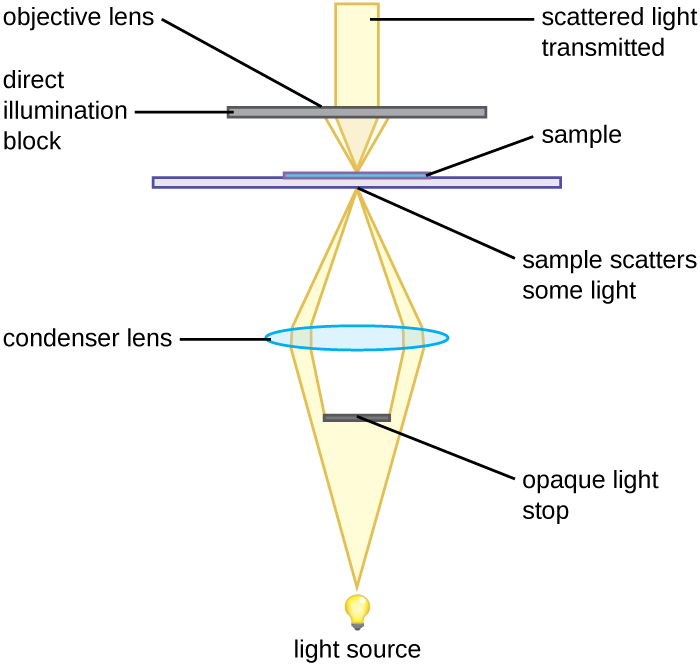 objective lens
scattered light
transmitted
direct
illumination
block
sample
sample scatters
some light
condenser lens
opaque light
stop
light source